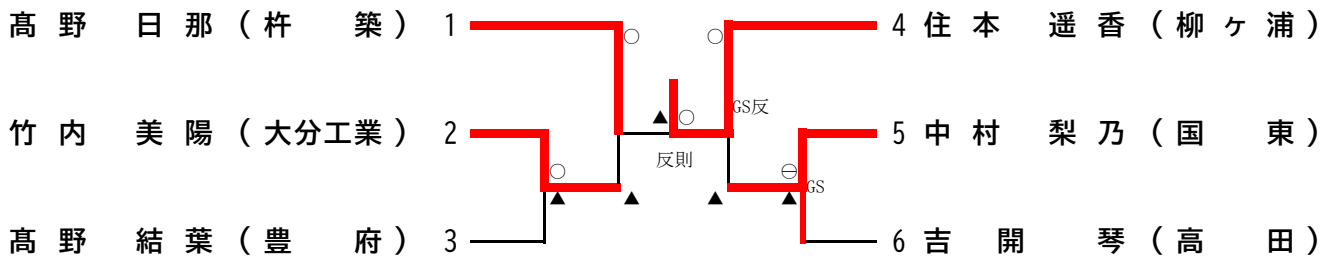 髙野 日那(杵 築) 1
竹内 美陽(大分工業) 2
髙野 結葉(豊 府) 3
○
○
▲
○
GS反
反則
○
▲
▲
▲
⊖
▲
GS
4 住本 遥香(柳ヶ浦)
5 中村 梨乃(国 東)
6 吉開 琴(高 田)